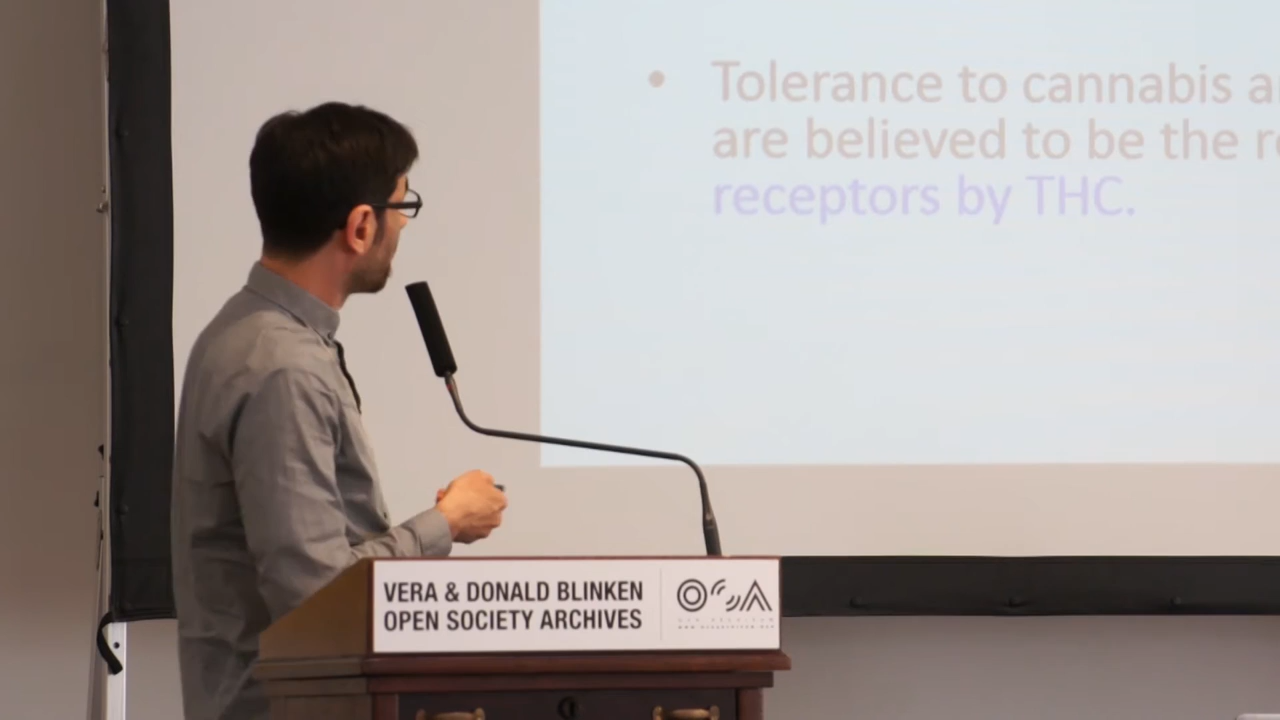 • Tolerance to cannabis a
are believed to be the r
receptors by THC.
VERA & DONALD BLINKEN
OPEN SOCIETY ARCHIVES